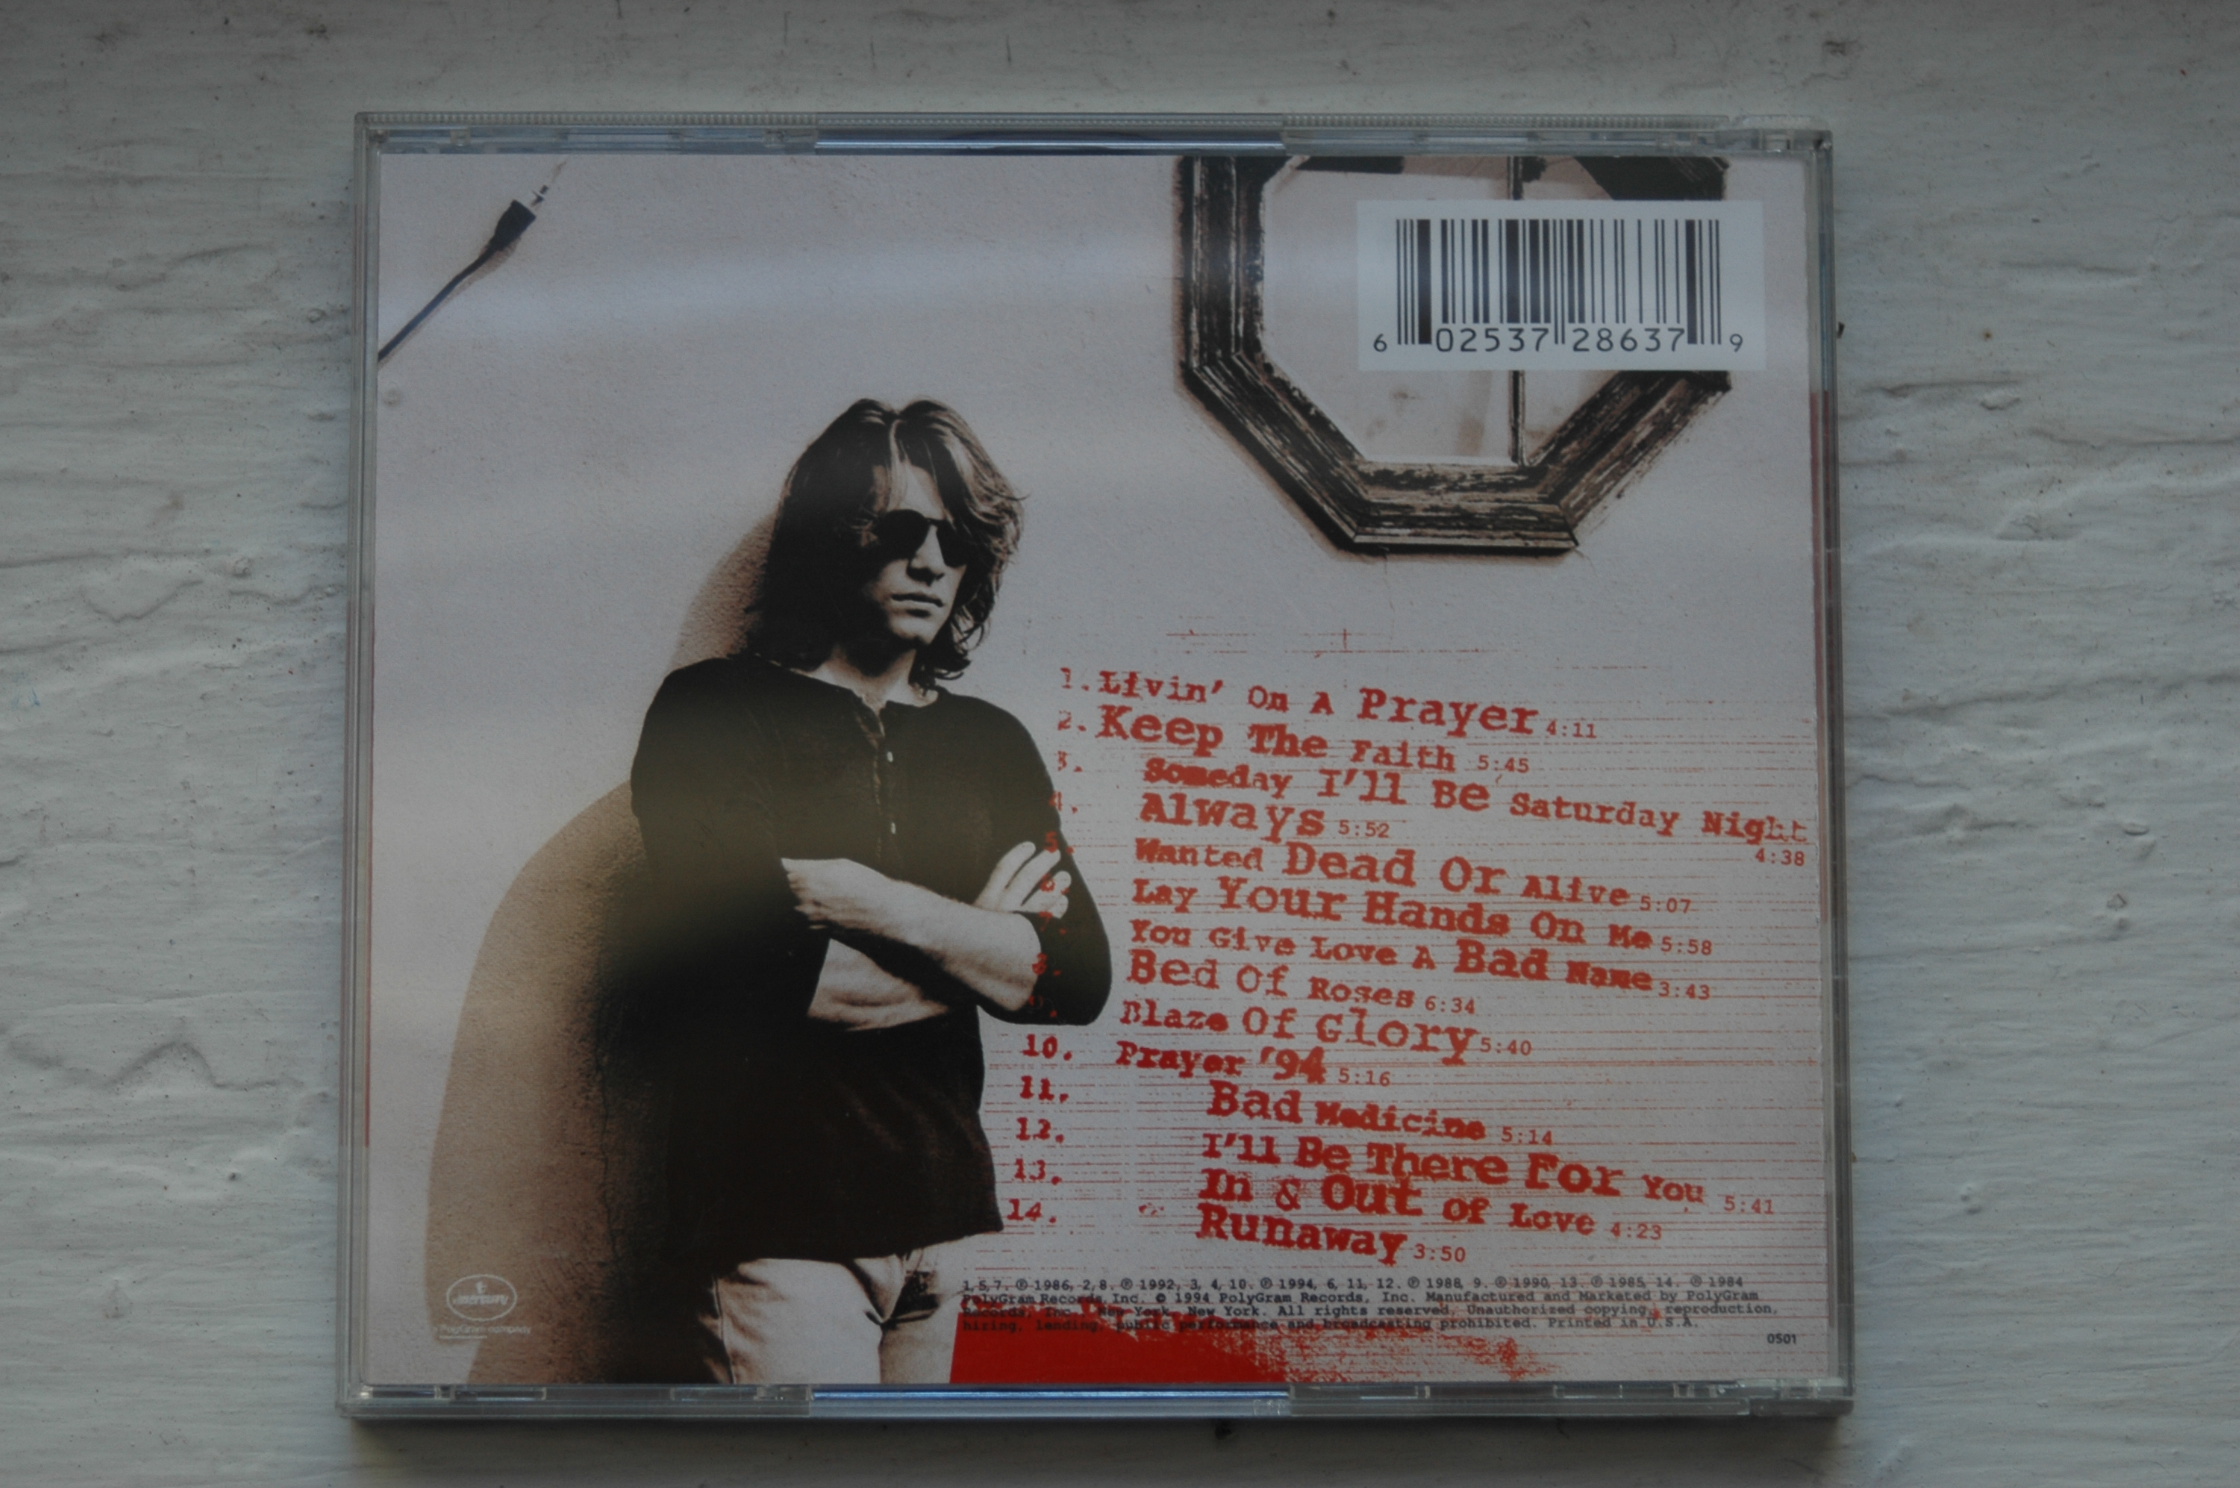 6 02537 28637 9
1. Livin' On A Prayer 4:11
2. Keep The Faith 5:45
3. Someday I'll Be Saturday Night 4:38
4. Always 5:52
5. Wanted Dead Or Alive 5:07
6. Lay Your Hands On Me 5:58
7. You Give Love A Bad Name 3:43
8. Bed Of Roses 6:34
9. Blaze Of Glory 5:40
10. Prayer '94 5:16
11. Bad Medicine 5:14
12. I'll Be There For You 5:41
13. In & Out of Love 4:23
14. Runaway 3:50
1, 5, 7. ℗ 1986, 2, 8. ℗ 1992, 3, 4, 10. ℗ 1994, 6, 11, 12. ℗ 1988, 9. ℗ 1990, 13. ℗ 1985, 14. ℗ 1984
PolyGram Records, Inc. © 1994 PolyGram Records, Inc. Manufactured and Marketed by PolyGram
Records, Inc., New York, New York. All rights reserved. Unauthorized copying, reproduction,
hiring, lending, public performance and broadcasting prohibited. Printed in U.S.A.
0501
mercury
a PolyGram company